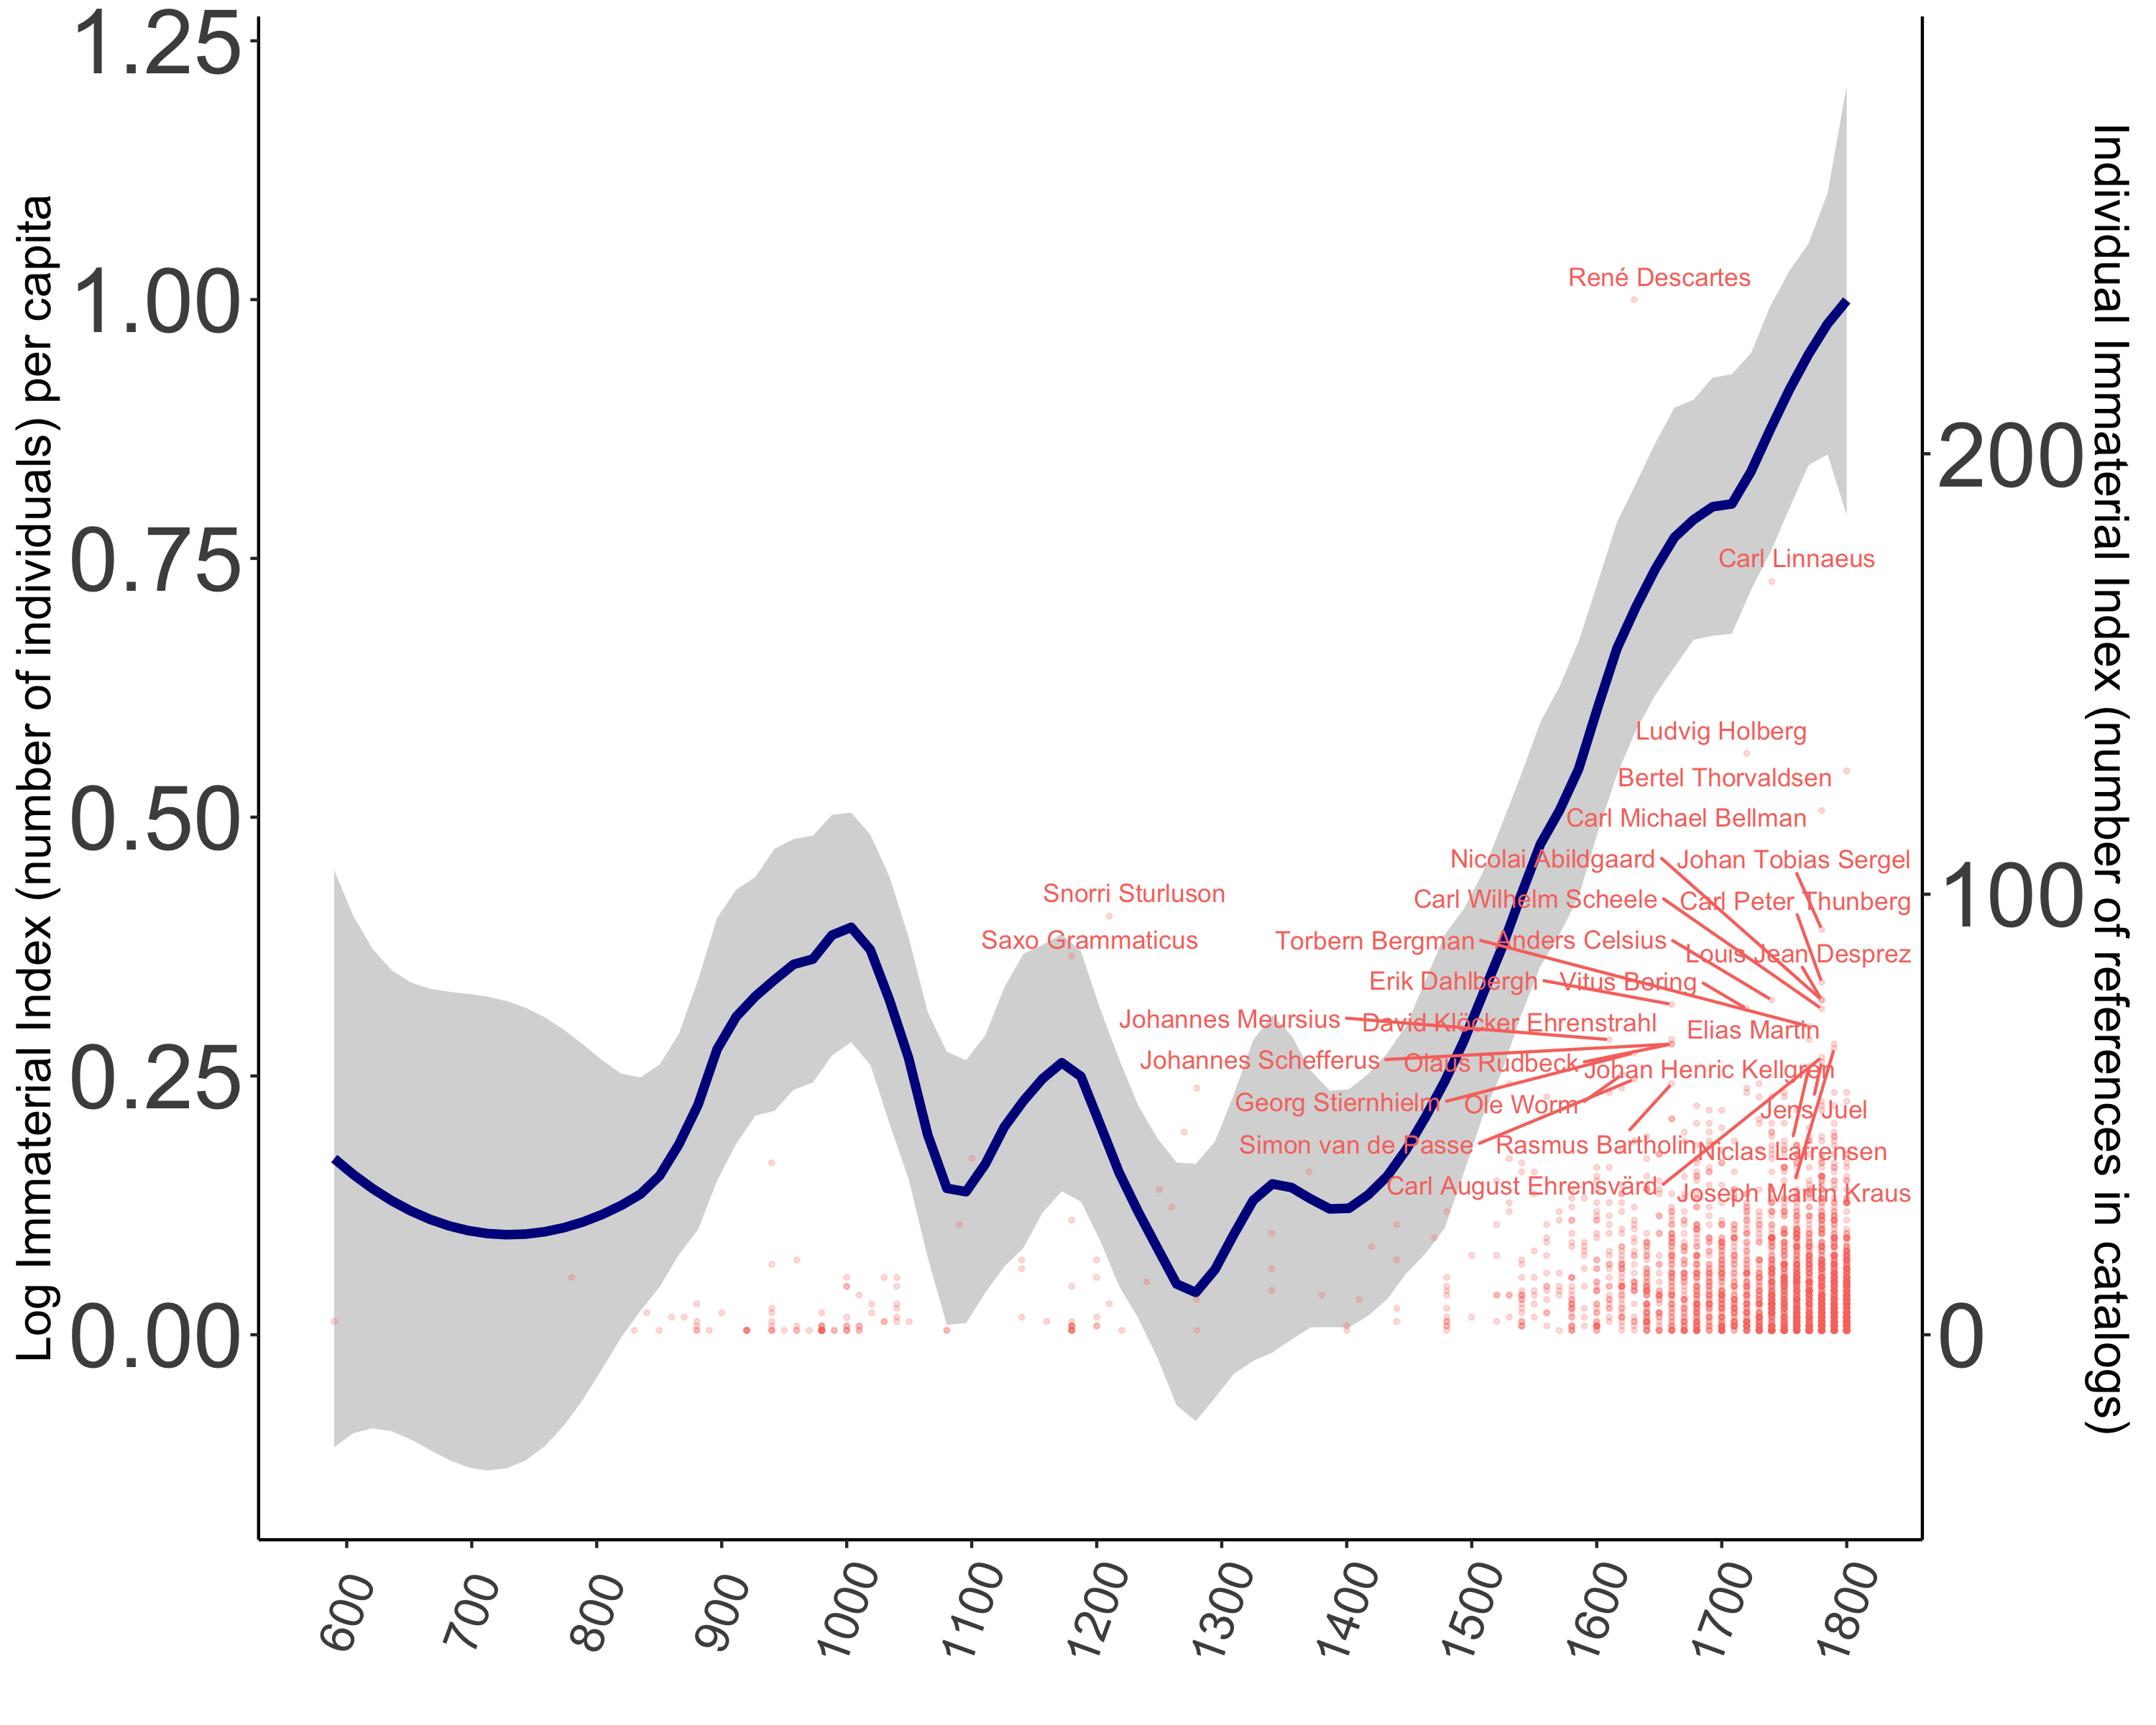 Log Immaterial Index (number of individuals) per capita
1.25
1.00
0.75
0.50
0.25
0.00
René Descartes
Carl Linnaeus
Ludvig Holberg
Bertel Thorvaldsen
Carl Michael Bellman
Nicolai Abildgaard
Johan Tobias Sergel
Snorri Sturluson
Carl Wilhelm Scheele
Carl Peter Thunberg
Saxo Grammaticus
Torbern Bergman
Anders Celsius
Louis Jean Desprez
Erik Dahlbergh
Vitus Bering
Johannes Meursius
David Klöcker Ehrenstrahl
Elias Martin
Johannes Schefferus
Olaus Rudbeck
Johan Henric Kellgren
Georg Stiernhielm
Ole Worm
Jens Juel
Simon van de Passe
Rasmus Bartholin
Niclas Lafrensen
Carl August Ehrensvärd
Joseph Martin Kraus
200
100
0
Individual Immaterial Index (number of references in catalogs)
600
700
800
900
1000
1100
1200
1300
1400
1500
1600
1700
1800